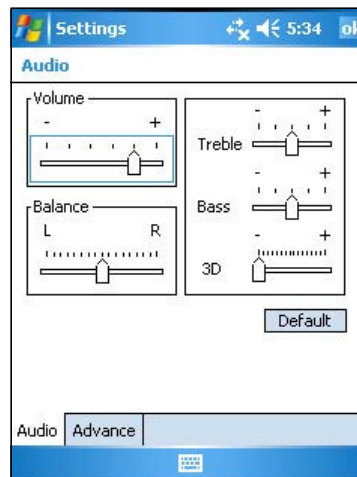 Settings 5:34 ok
Audio
Volume
- +
Balance
L R
- +
Treble
- +
Bass
- +
3D
Default
Audio Advance